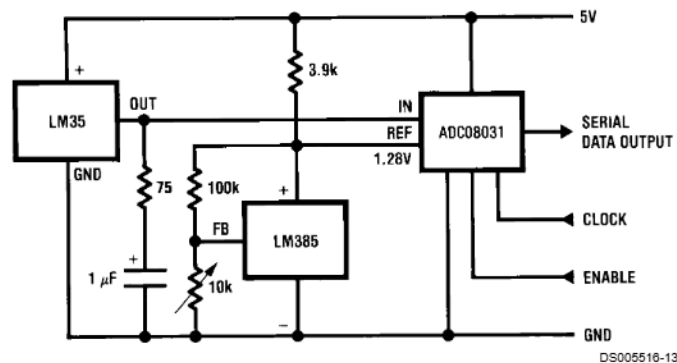 5V
+
3.9k
LM35
OUT
IN
ADC08031
REF
1.28V
SERIAL
DATA OUTPUT
GND
75
100k
+
FB
LM385
CLOCK
+
1 μF
10k
ENABLE
−
GND
DS005516-13